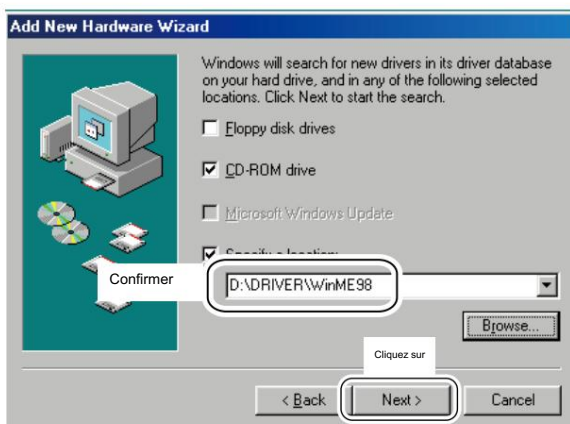 Add New Hardware Wizard
Windows will search for new drivers in its driver database
on your hard drive, and in any of the following selected
locations. Click Next to start the search.
Floppy disk drives
CD-ROM drive
Microsoft Windows Update
Specify a location:
Confirmer
D:\DRIVER\WinME98
Browse...
Cliquez sur
< Back
Next >
Cancel